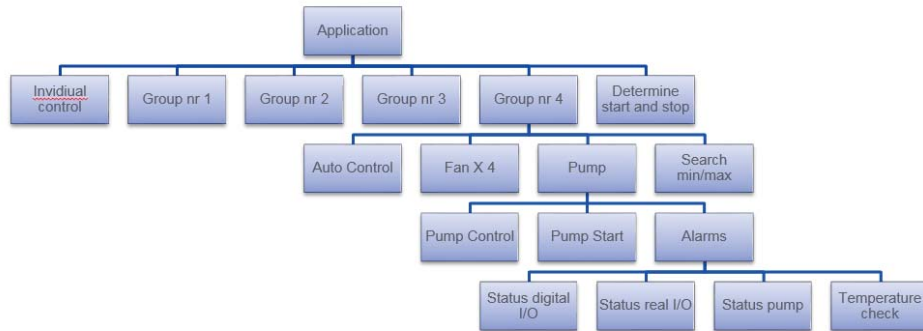 Application
Invidiual
control
Group nr 1
Group nr 2
Group nr 3
Group nr 4
Determine
start and stop
Auto Control
Fan X 4
Pump
Search
min/max
Pump Control
Pump Start
Alarms
Status digital
I/O
Status real I/O
Status pump
Temperature
check